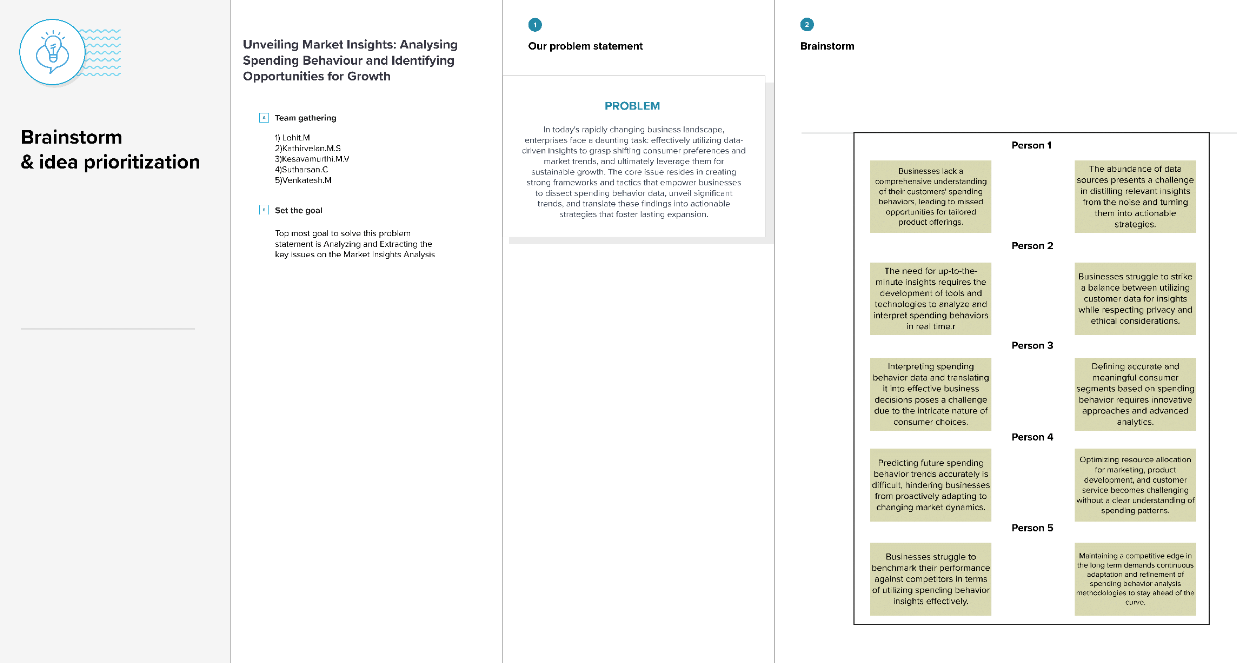 Brainstorm
& idea prioritization
Unveiling Market Insights: Analysing
Spending Behaviour and Identifying
Opportunities for Growth
Team gathering
1) Lohit.M
2)Kathirvelan.M.S
3)Kesavamurthi.M.V
4)Sutharsan.C
5)Venkatesh.M
Set the goal
Top most goal to solve this problem
statement is Analyzing and Extracting the
key issues on the Market Insights Analysis
1
Our problem statement
PROBLEM
In today's rapidly changing business landscape,
enterprises face a daunting task: effectively utilizing data-
driven insights to grasp shifting consumer preferences and
market trends, and ultimately leverage them for
sustainable growth. The core issue resides in creating
strong frameworks and tactics that empower businesses
to dissect spending behavior data, unveil significant
trends, and translate these findings into actionable
strategies that foster lasting expansion.
2
Brainstorm
Person 1
Businesses lack a
comprehensive understanding
of their customers' spending
behaviors, leading to missed
opportunities for tailored
product offerings.
The abundance of data
sources presents a challenge
in distilling relevant insights
from the noise and turning
them into actionable
strategies.
Person 2
The need for up-to-the-
minute insights requires the
development of tools and
technologies to analyze and
interpret spending behaviors
in real time.r
Businesses struggle to strike
a balance between utilizing
customer data for insights
while respecting privacy and
ethical considerations.
Person 3
Interpreting spending
behavior data and translating
it into effective business
decisions poses a challenge
due to the intricate nature of
consumer choices.
Defining accurate and
meaningful consumer
segments based on spending
behavior requires innovative
approaches and advanced
analytics.
Person 4
Predicting future spending
behavior trends accurately is
difficult, hindering businesses
from proactively adapting to
changing market dynamics.
Optimizing resource allocation
for marketing, product
development, and customer
service becomes challenging
without a clear understanding of
spending patterns.
Person 5
Businesses struggle to
benchmark their performance
against competitors in terms
of utilizing spending behavior
insights effectively.
Maintaining a competitive edge in
the long term demands continuous
adaptation and refinement of
spending behavior analysis
methodologies to stay ahead of the
curve.